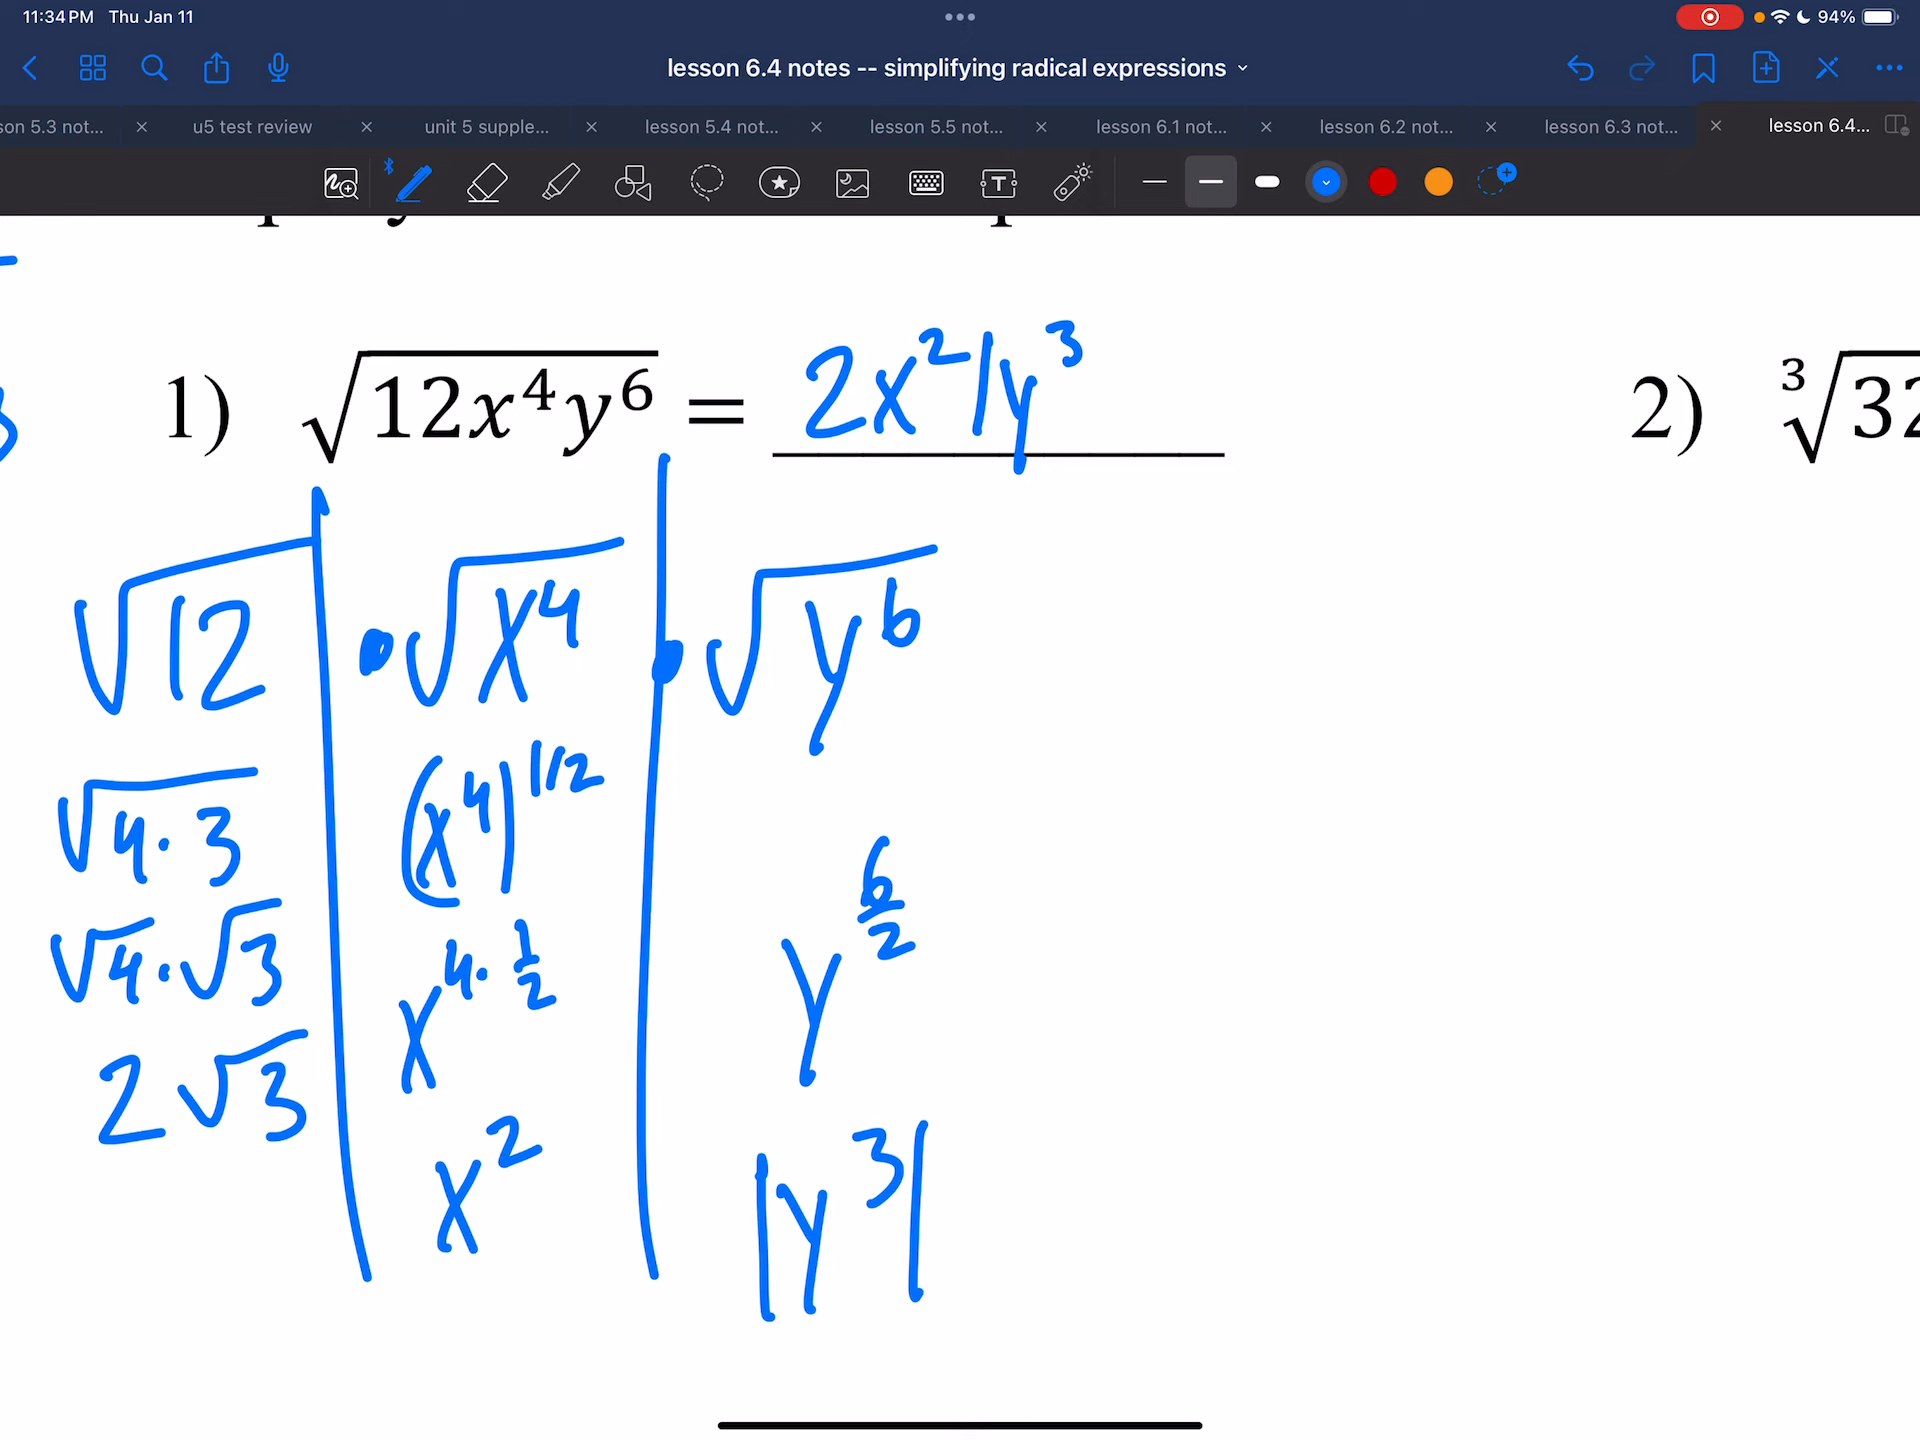 11:34 PM Thu Jan 11
94%
lesson 6.4 notes -- simplifying radical expressions
son 5.3 not... × u5 test review × unit 5 supple... × lesson 5.4 not... × lesson 5.5 not... × lesson 6.1 not... × lesson 6.2 not... × lesson 6.3 not... × lesson 6.4...
1) √(12x⁴y⁶) = 2x²|y³
2) ³√32
√12 • √x⁴ • √y⁶
√4·3 (x⁴)^1/2 y^6/2
√4·√3 x^4·1/2
2√3 x² |y³|